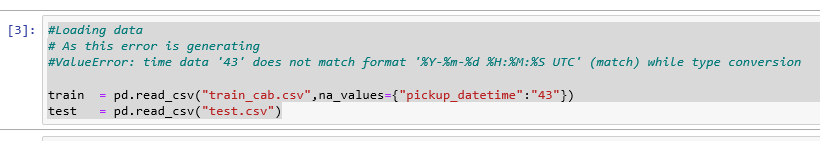 [3]: #Loading data
# As this error is generating
#ValueError: time data '43' does not match format '%Y-%m-%d %H:%M:%S UTC' (match) while type conversion
train  = pd.read_csv("train_cab.csv",na_values={"pickup_datetime":"43"})
test   = pd.read_csv("test.csv")